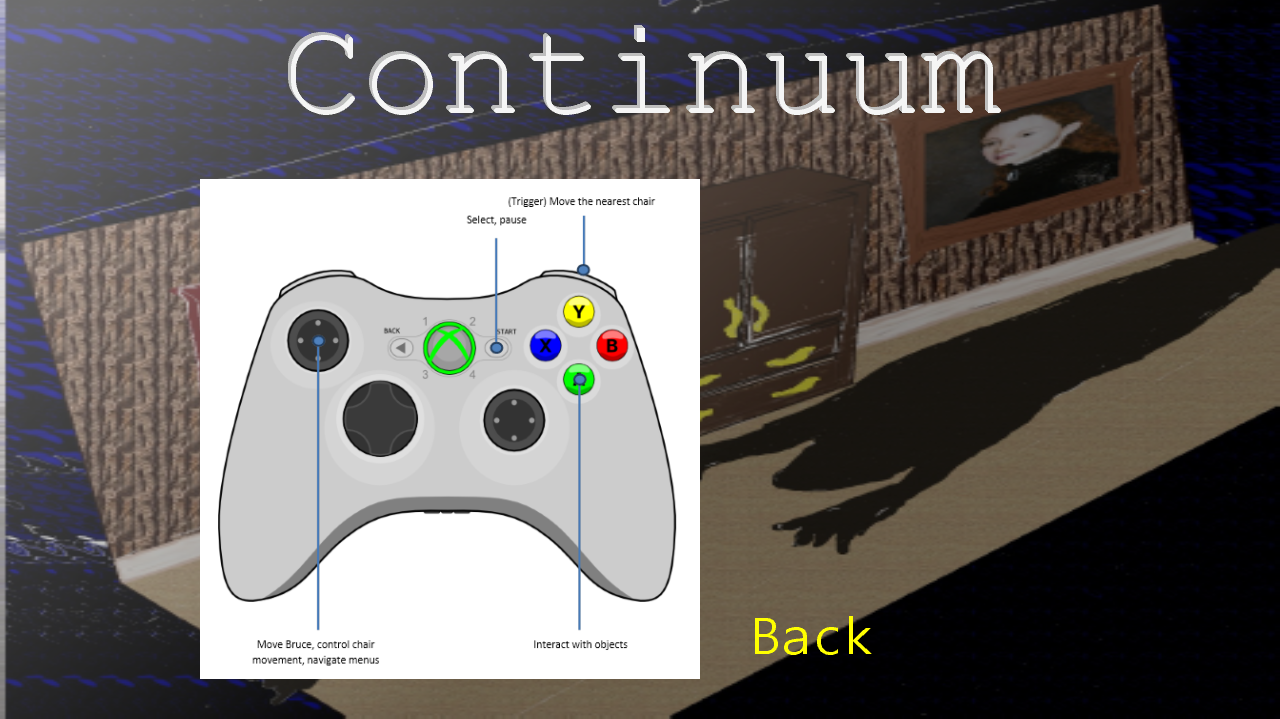 Continuum
(Trigger) Move the nearest chair
Select, pause
Y
BACK
1
2
START
X
B
3
4
Move Bruce, control chair
movement, navigate menus
Interact with objects
Back